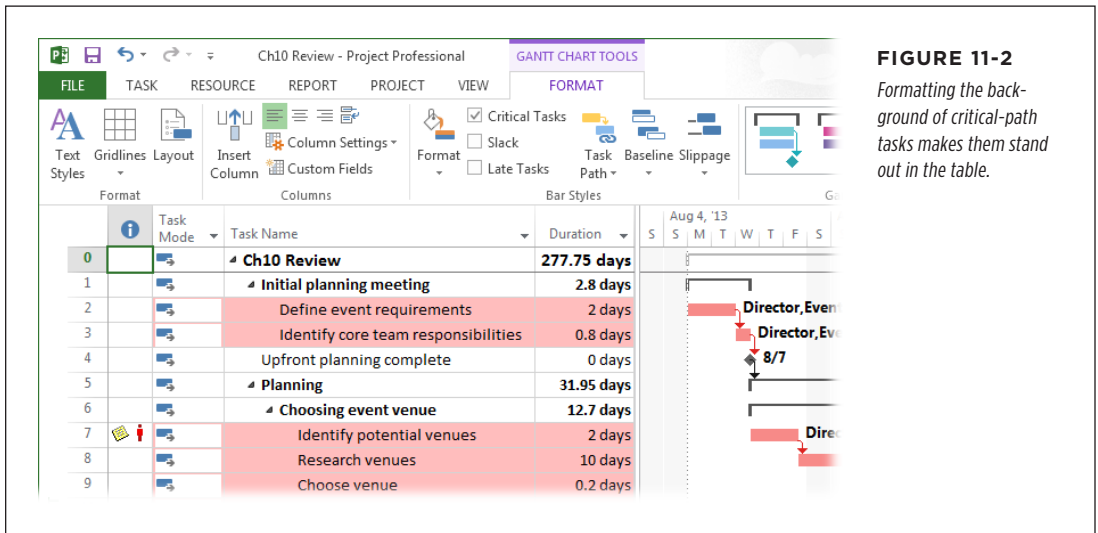 Ch10 Review - Project Professional
GANTT CHART TOOLS
FILE TASK RESOURCE REPORT PROJECT VIEW FORMAT
Text Styles
Gridlines
Layout
Format
Insert Column
Column Settings
Custom Fields
Columns
Format
Critical Tasks
Slack
Late Tasks
Task Path
Baseline
Slippage
Bar Styles
Task Mode
Task Name
Duration
Aug 4, '13
S S M T W T F S
0 Ch10 Review 277.75 days
1 Initial planning meeting 2.8 days
2 Define event requirements 2 days
3 Identify core team responsibilities 0.8 days
4 Upfront planning complete 0 days
5 Planning 31.95 days
6 Choosing event venue 12.7 days
7 Identify potential venues 2 days
8 Research venues 10 days
9 Choose venue 0.2 days
Director,Even
Director,Eve
8/7
Direc
FIGURE 11-2
Formatting the back-
ground of critical-path
tasks makes them stand
out in the table.